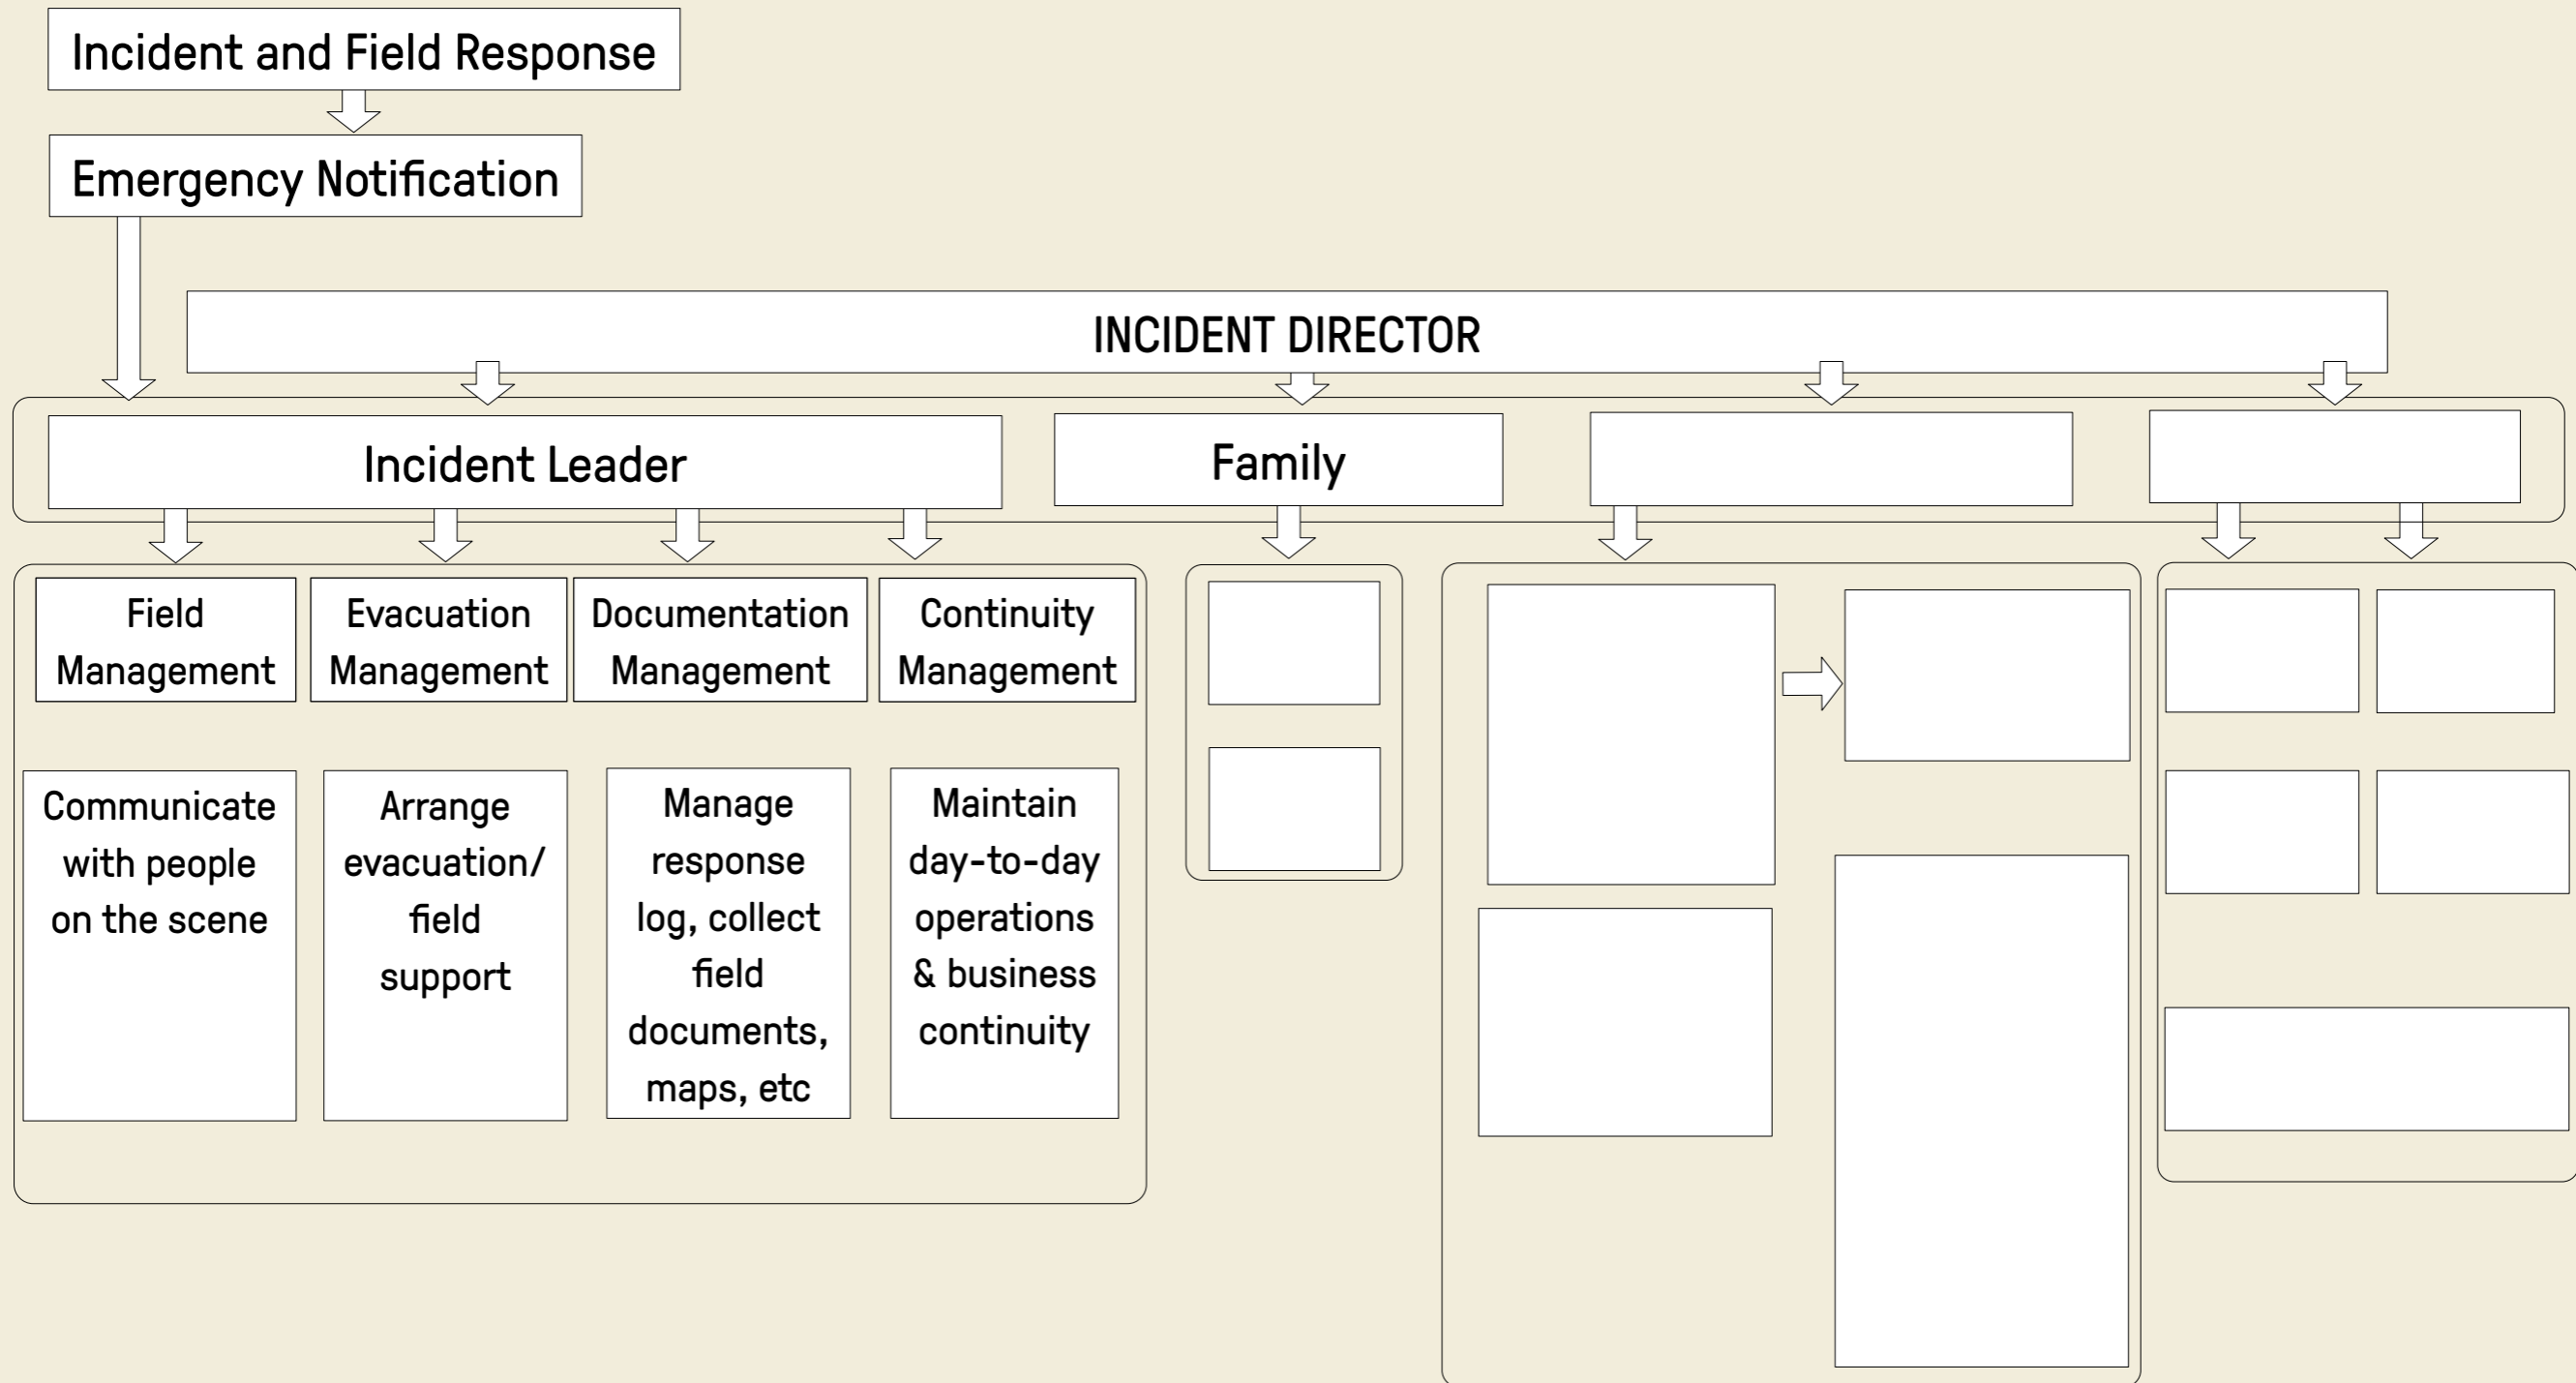 Incident and Field Response
Emergency Notification
INCIDENT DIRECTOR
Incident Leader
Family
Field
Management
Evacuation
Management
Documentation
Management
Continuity
Management
Communicate
with people
on the scene
Arrange
evacuation/
field
support
Manage
response
log, collect
field
documents,
maps, etc
Maintain
day-to-day
operations
& business
continuity